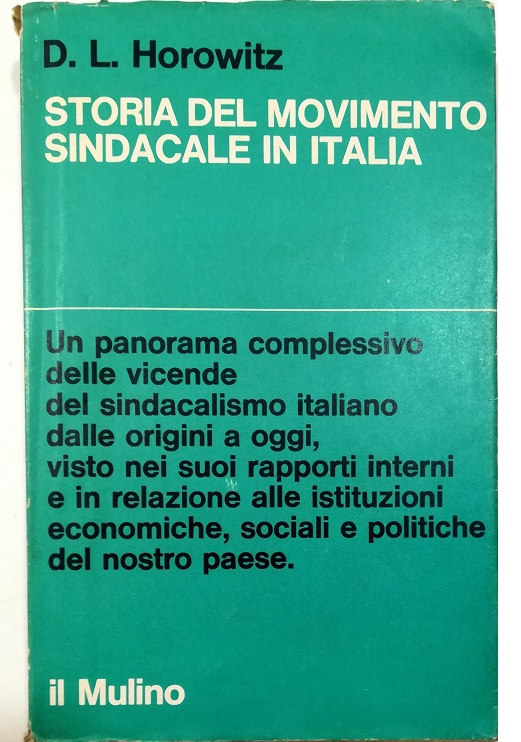 D. L. Horowitz
STORIA DEL MOVIMENTO
SINDACALE IN ITALIA
Un panorama complessivo
delle vicende
del sindacalismo italiano
dalle origini a oggi,
visto nei suoi rapporti interni
e in relazione alle istituzioni
economiche, sociali e politiche
del nostro paese.
il Mulino